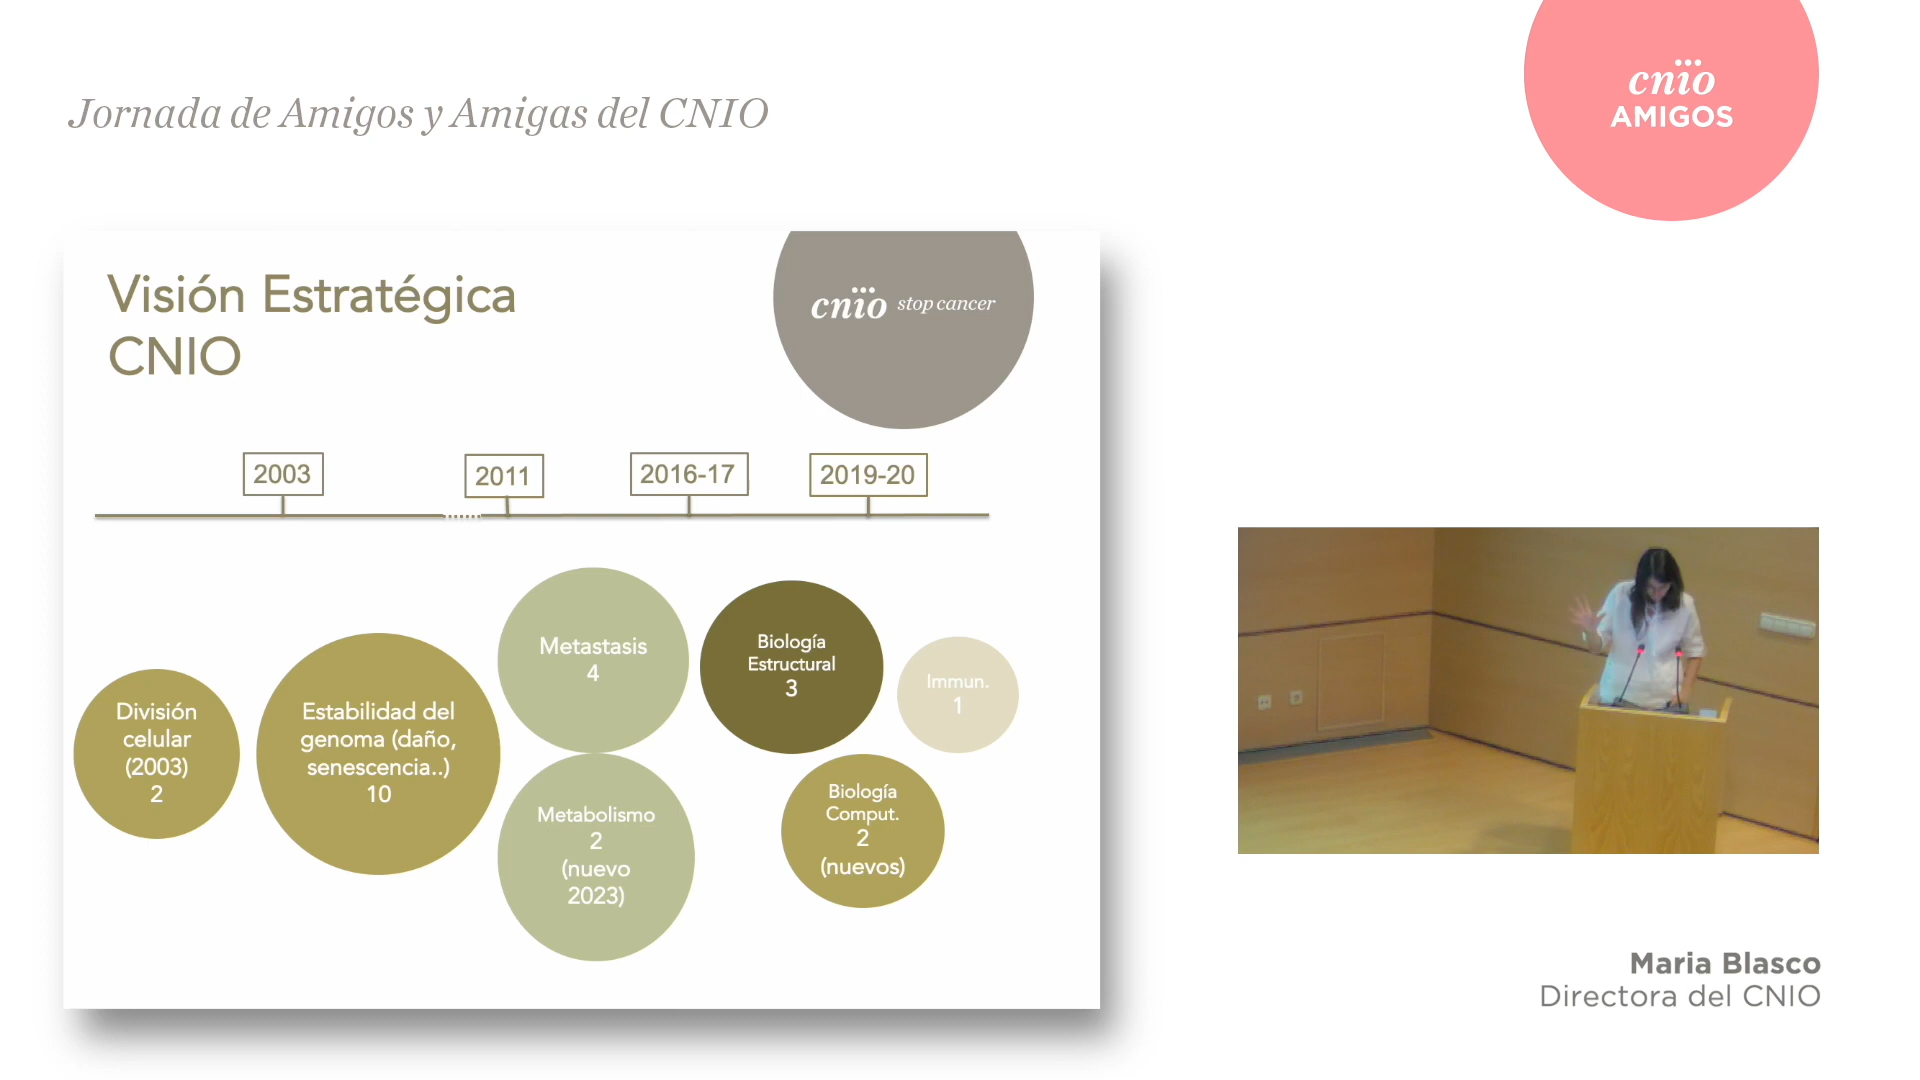 Jornada de Amigos y Amigas del CNIO
cnio
AMIGOS
Visión Estratégica
CNIO
cnio stop cancer
2003
2011
2016-17
2019-20
División
celular
(2003)
2
Estabilidad del
genoma (daño,
senescencia..)
10
Metastasis
4
Metabolismo
2
(nuevo
2023)
Biología
Estructural
3
Biología
Comput.
2
(nuevos)
Immun.
1
Maria Blasco
Directora del CNIO